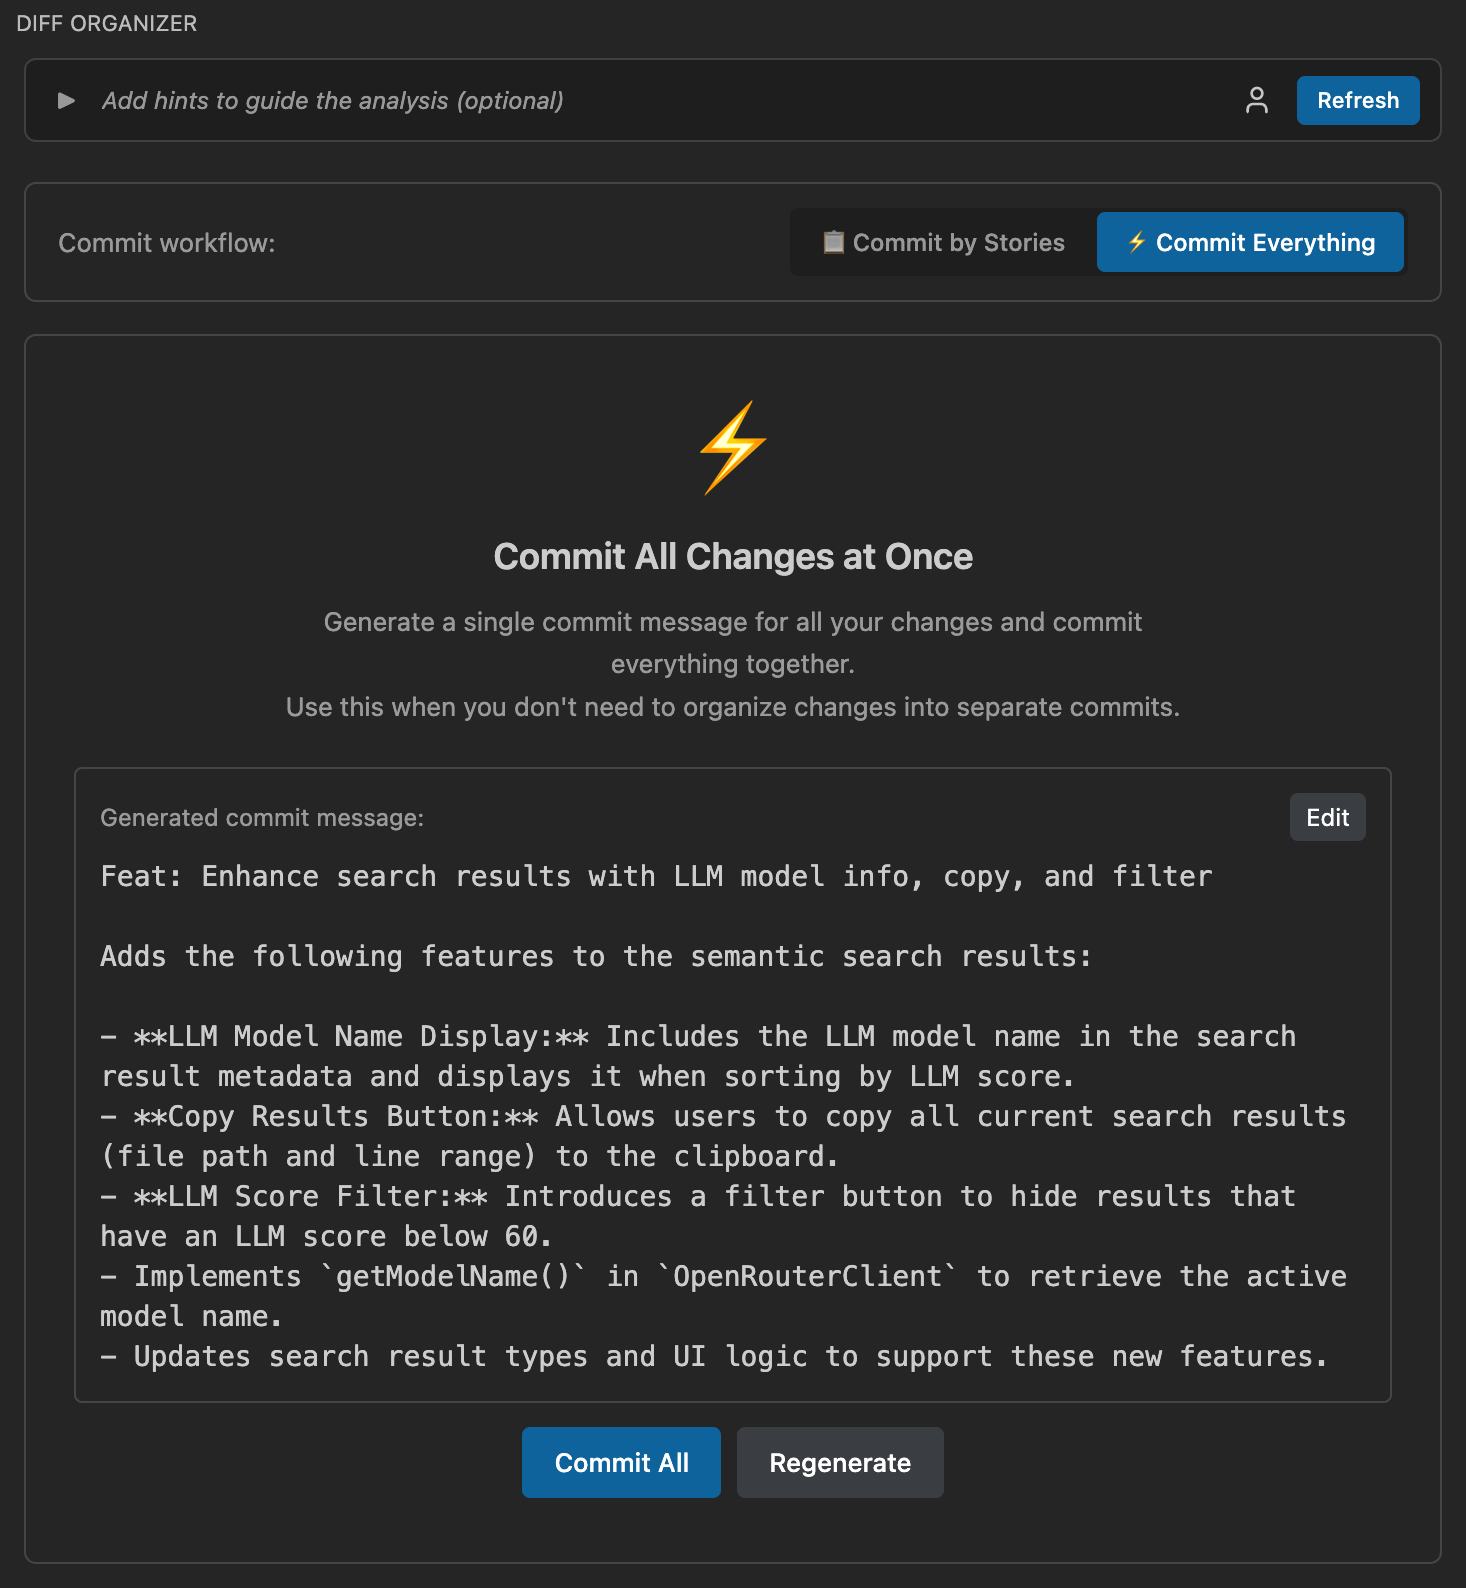 DIFF ORGANIZER
Add hints to guide the analysis (optional)
Refresh
Commit workflow:
📋 Commit by Stories
⚡ Commit Everything
Commit All Changes at Once
Generate a single commit message for all your changes and commit
everything together.
Use this when you don't need to organize changes into separate commits.
Generated commit message:
Edit
Feat: Enhance search results with LLM model info, copy, and filter
Adds the following features to the semantic search results:
- **LLM Model Name Display:** Includes the LLM model name in the search
result metadata and displays it when sorting by LLM score.
- **Copy Results Button:** Allows users to copy all current search results
(file path and line range) to the clipboard.
- **LLM Score Filter:** Introduces a filter button to hide results that
have an LLM score below 60.
- Implements `getModelName()` in `OpenRouterClient` to retrieve the active
model name.
- Updates search result types and UI logic to support these new features.
Commit All
Regenerate